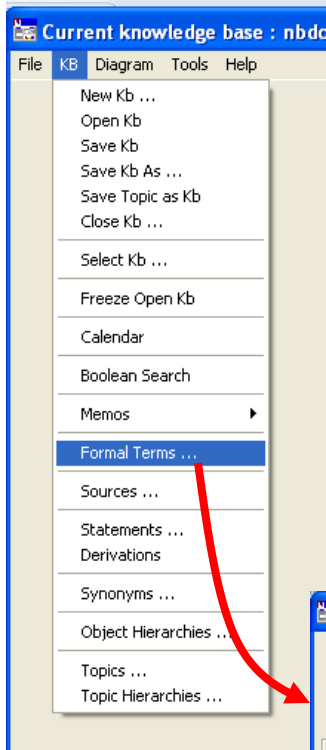 Current knowledge base : nbdc
File KB Diagram Tools Help
New Kb ...
Open Kb
Save Kb
Save Kb As ...
Save Topic as Kb
Close Kb ...
Select Kb ...
Freeze Open Kb
Calendar
Boolean Search
Memos
Formal Terms ...
Sources ...
Statements ...
Derivations
Synonyms ...
Object Hierarchies ...
Topics ...
Topic Hierarchies ...